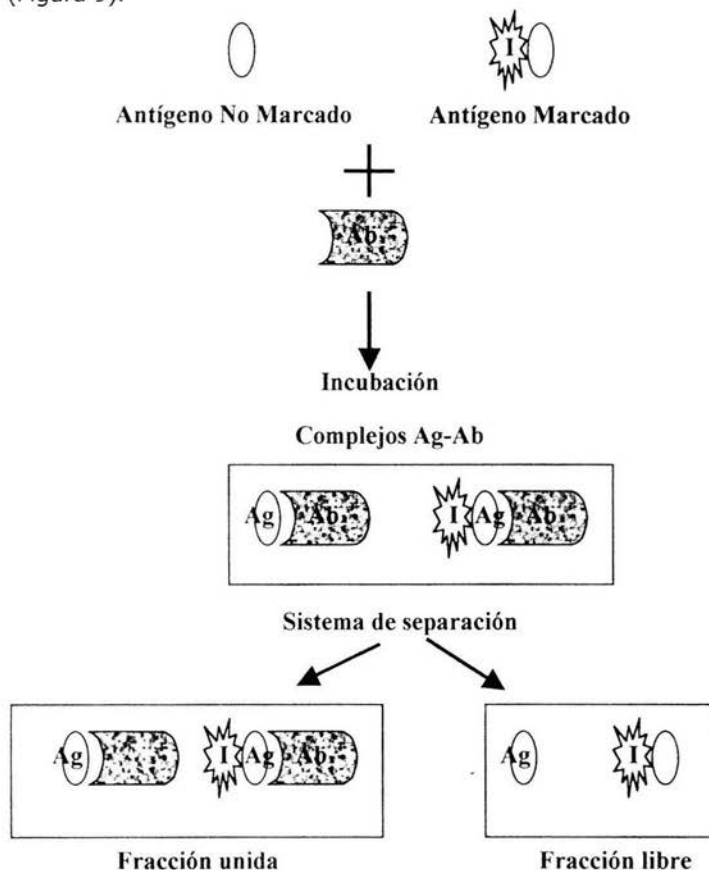 (Figura 9).
Antígeno No Marcado Antígeno Marcado
I
Ab
Incubación
Complejos Ag-Ab
Ag Ab I Ag Ab
Sistema de separación
Ag I Ag Ab Ag I
Fracción unida Fracción libre